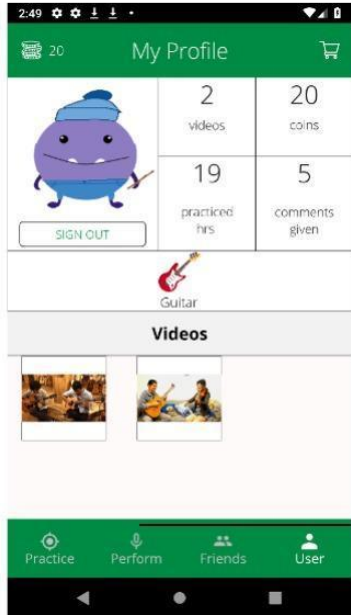 2:49
20
My Profile
2
videos
20
coins
19
practiced
hrs
5
comments
given
SIGN OUT
Guitar
Videos
Practice
Perform
Friends
User